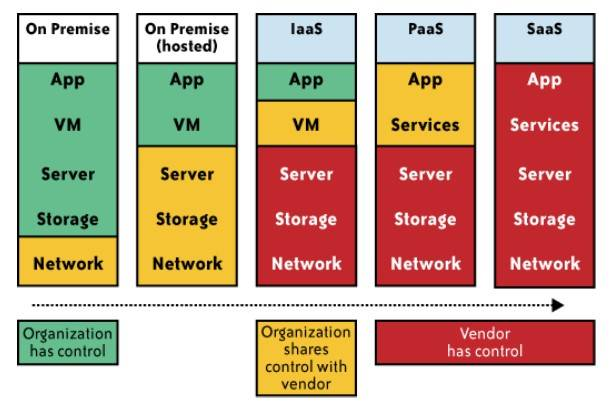 On Premise
On Premise
(hosted)
IaaS
PaaS
SaaS
App
App
App
App
App
VM
VM
VM
Services
Services
Server
Server
Server
Server
Server
Storage
Storage
Storage
Storage
Storage
Network
Network
Network
Network
Network
Organization
has control
Organization
shares
control with
vendor
Vendor
has control